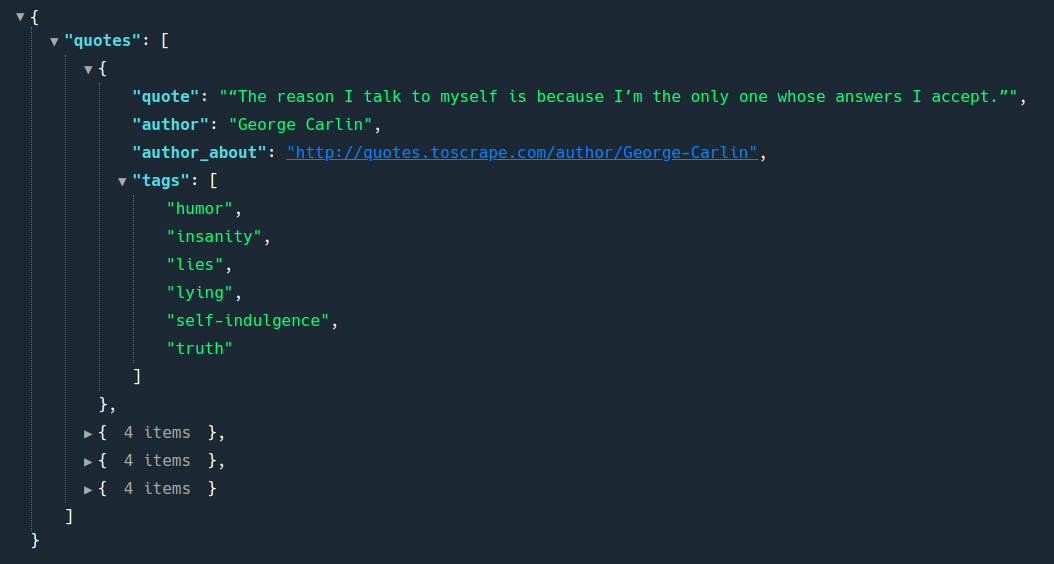 {
"quotes": [
{
"quote": "“The reason I talk to myself is because I’m the only one whose answers I accept.”",
"author": "George Carlin",
"author_about": "http://quotes.toscrape.com/author/George-Carlin",
"tags": [
"humor",
"insanity",
"lies",
"lying",
"self-indulgence",
"truth"
]
},
{ 4 items },
{ 4 items },
{ 4 items }
]
}